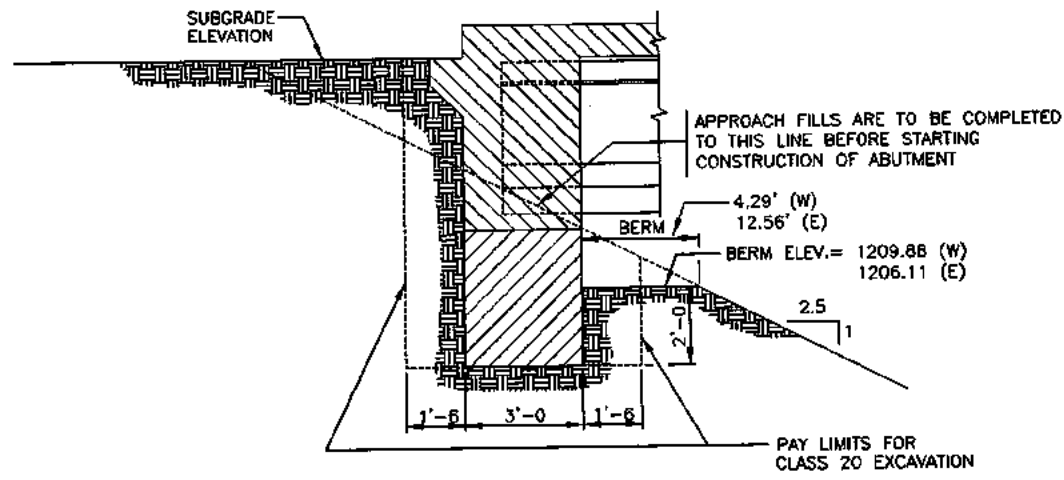 SUBGRADE
ELEVATION
APPROACH FILLS ARE TO BE COMPLETED
TO THIS LINE BEFORE STARTING
CONSTRUCTION OF ABUTMENT
4.29' (W)
12.56' (E)
BERM
BERM ELEV.= 1209.88 (W)
1206.11 (E)
2.5
1
2'-0
1'-6
3'-0
1'-6
PAY LIMITS FOR
CLASS 20 EXCAVATION